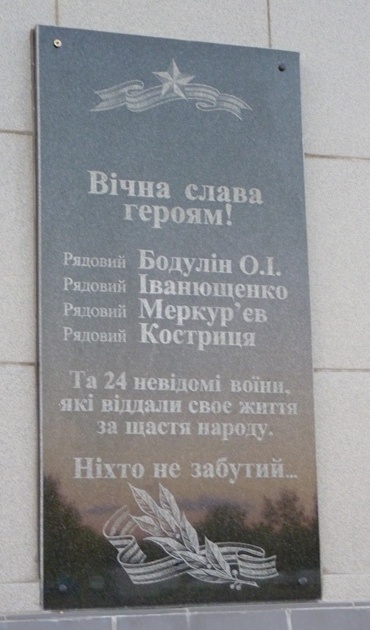 Вічна слава
героям!
Рядовий Бодулін О.І.
Рядовий Іванющенко
Рядовий Меркур'єв
Рядовий Костриця
Та 24 невідомі воїни,
які віддали своє життя
за щастя народу.
Ніхто не забутий...